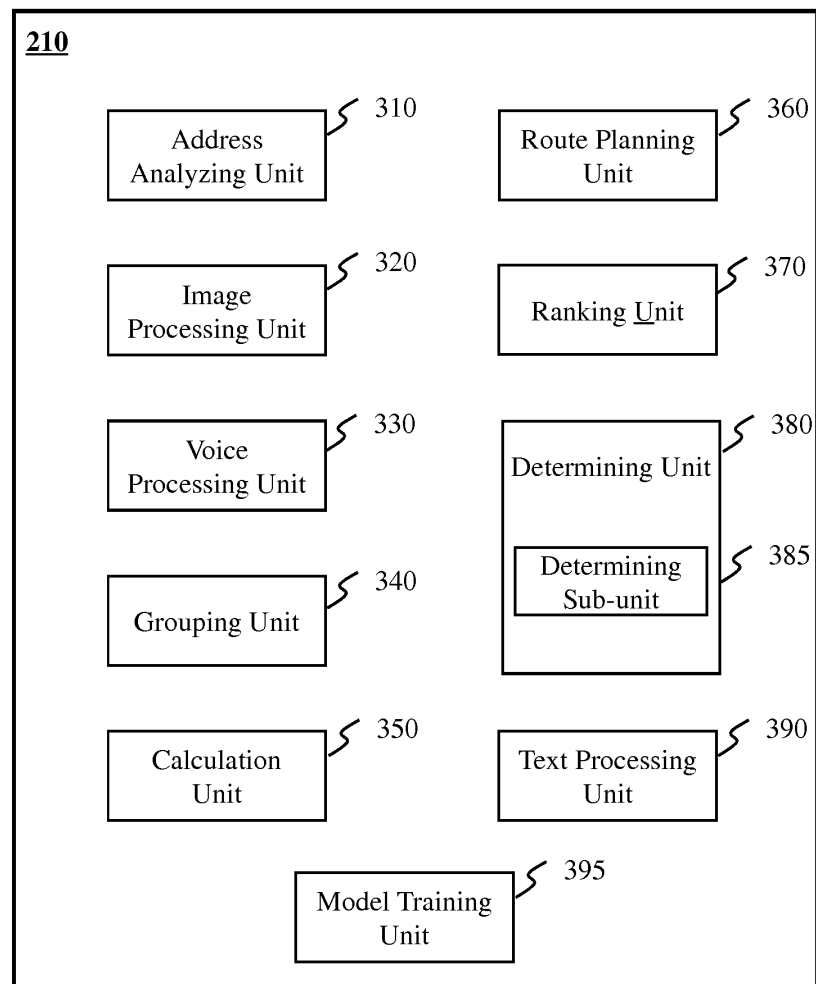 210
310
Address
Analyzing Unit
360
Route Planning
Unit
320
Image
Processing Unit
370
Ranking Unit
330
Voice
Processing Unit
380
Determining Unit
385
Determining
Sub-unit
340
Grouping Unit
350
Calculation
Unit
390
Text Processing
Unit
395
Model Training
Unit